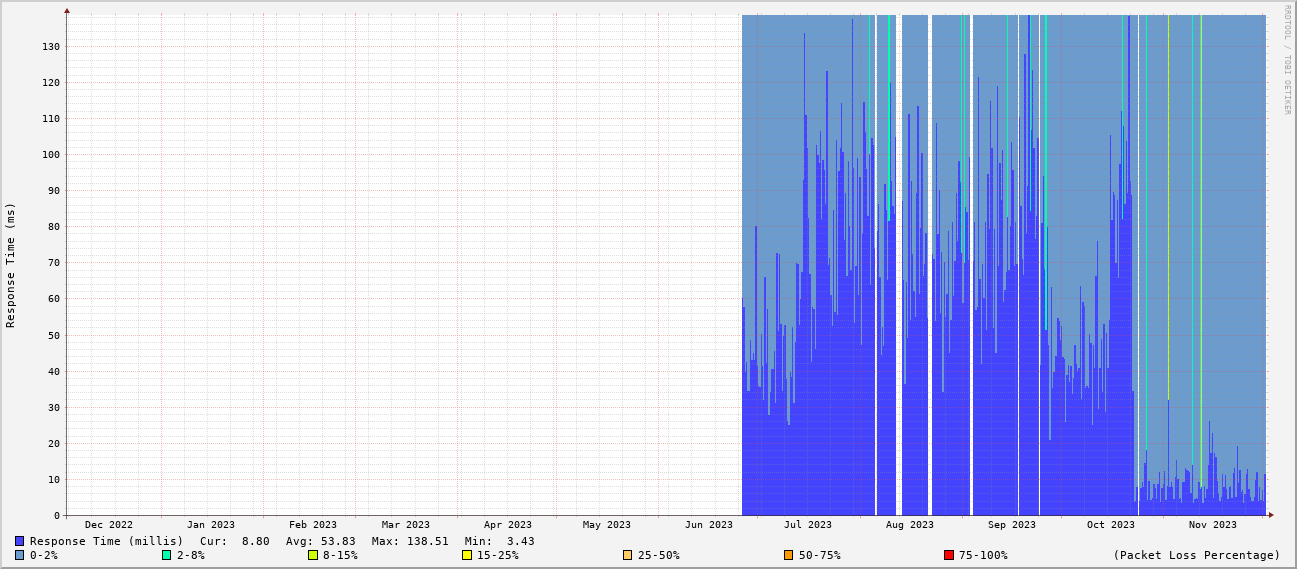 RRDTOOL / TOBI OETIKER
Response Time (ms)
130
120
110
100
90
80
70
60
50
40
30
20
10
0
Dec 2022 Jan 2023 Feb 2023 Mar 2023 Apr 2023 May 2023 Jun 2023 Jul 2023 Aug 2023 Sep 2023 Oct 2023 Nov 2023
Response Time (millis) Cur: 8.80 Avg: 53.83 Max: 138.51 Min: 3.43
0-2% 2-8% 8-15% 15-25% 25-50% 50-75% 75-100% (Packet Loss Percentage)